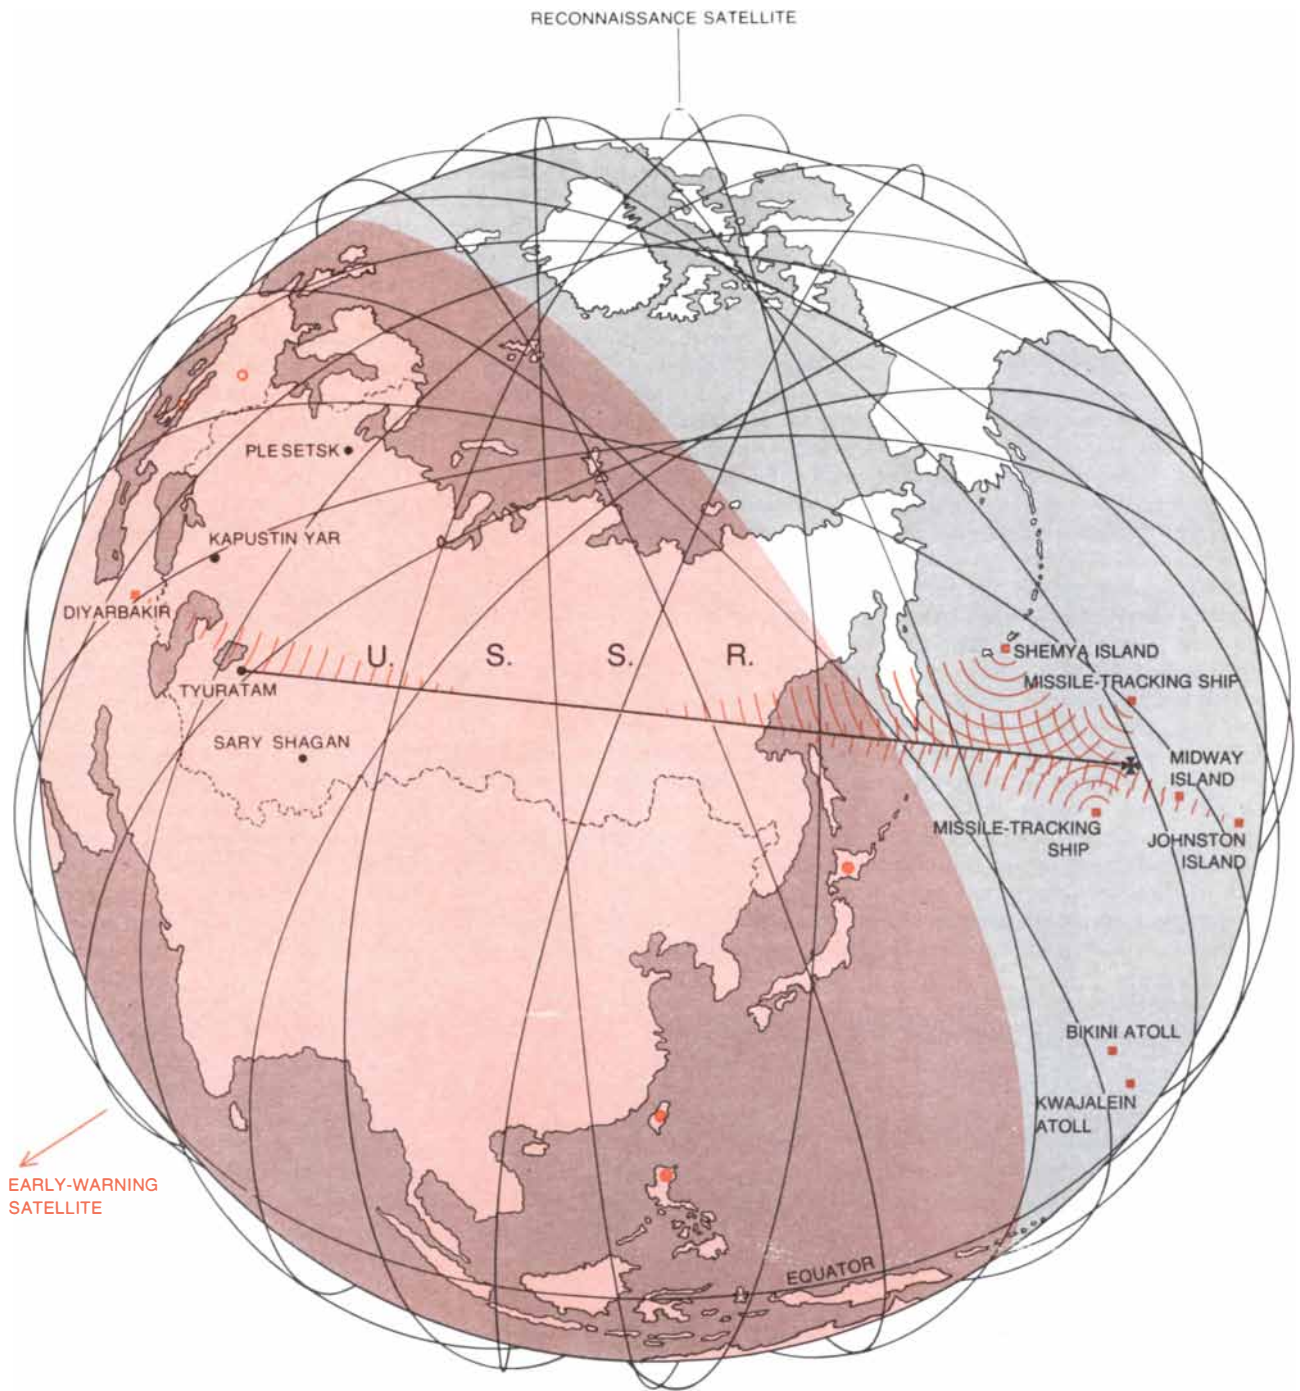 RECONNAISSANCE SATELLITE
PLESETSK
KAPUSTIN YAR
DIYARBAKIR
U. S. S. R.
TYURATAM
SARY SHAGAN
SHEMYA ISLAND
MISSILE-TRACKING SHIP
MIDWAY
ISLAND
MISSILE-TRACKING
SHIP
JOHNSTON
ISLAND
BIKINI ATOLL
KWAJALEIN
ATOLL
EARLY-WARNING
SATELLITE
EQUATOR